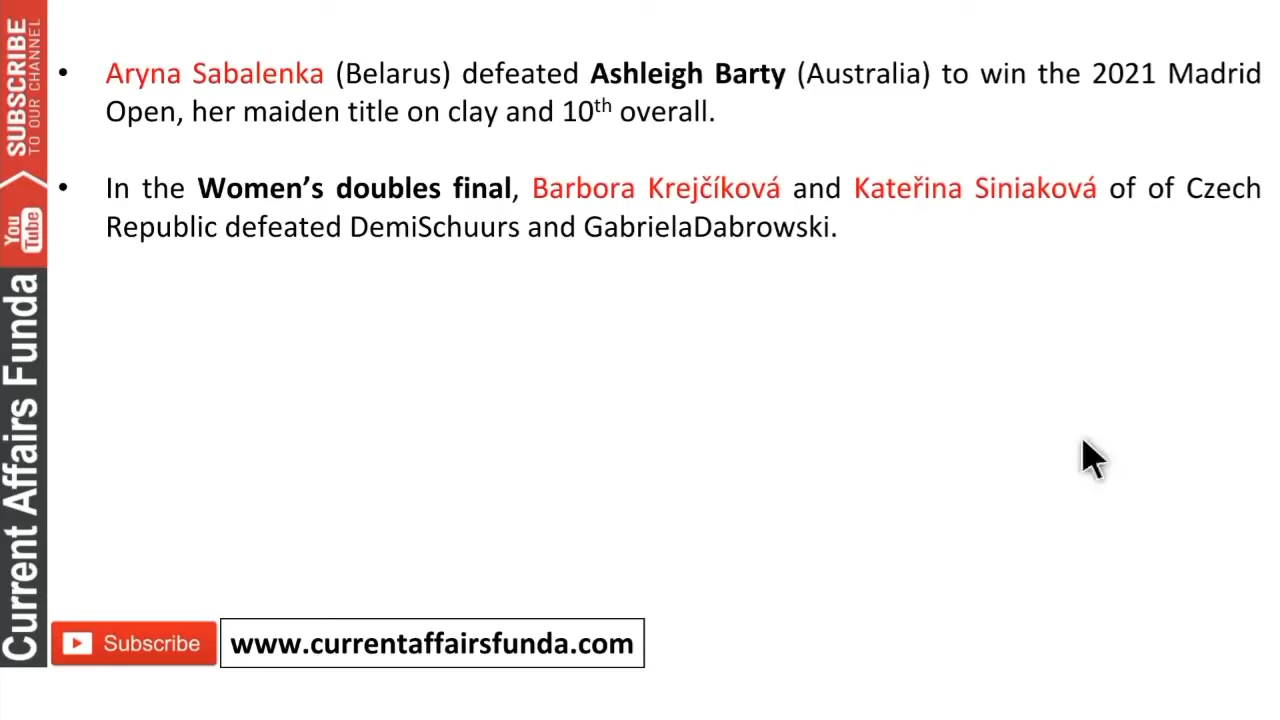 SUBSCRIBE
TO OUR CHANNEL
You
Tube
Current Affairs Funda
• Aryna Sabalenka (Belarus) defeated Ashleigh Barty (Australia) to win the 2021 Madrid
Open, her maiden title on clay and 10th overall.
• In the Women’s doubles final, Barbora Krejčíková and Kateřina Siniaková of of Czech
Republic defeated DemiSchuurs and GabrielaDabrowski.
Subscribe
www.currentaffairsfunda.com